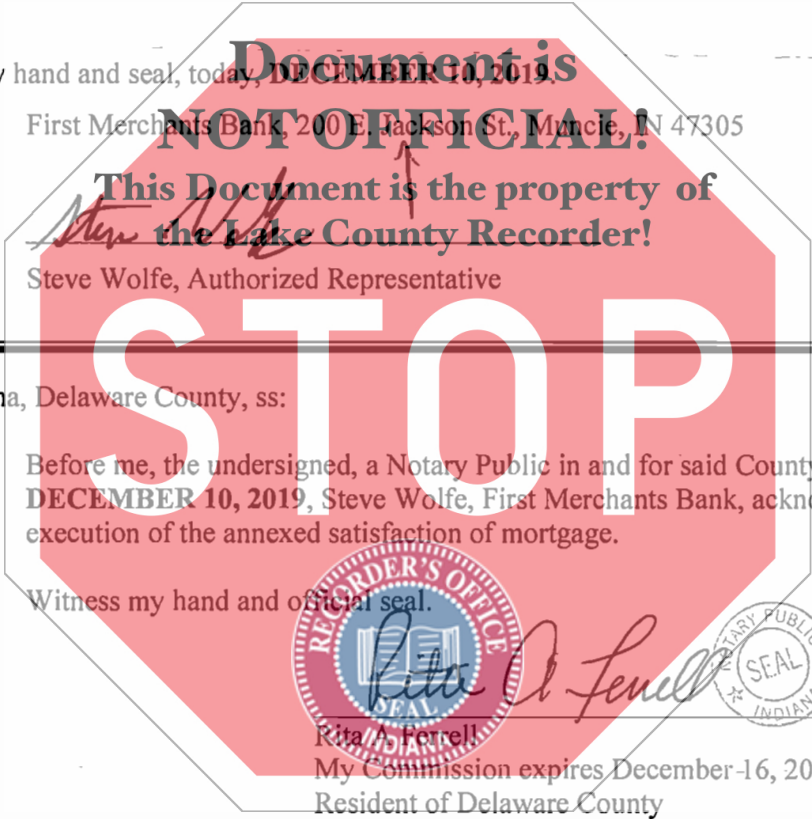 Document is
y hand and seal, today, DECEMBER 10, 2019.
NOT OFFICIAL!
First Merchants Bank, 200 E. Jackson St., Muncie, IN 47305
This Document is the property of
the Lake County Recorder!
Steve Wolfe, Authorized Representative
STOP
na, Delaware County, ss:
Before me, the undersigned, a Notary Public in and for said County
DECEMBER 10, 2019, Steve Wolfe, First Merchants Bank, ackno
execution of the annexed satisfaction of mortgage.
Witness my hand and official seal.
RECORDER'S OFFICE
SEAL
INDIANA
Rita A Ferrell
NOTARY PUBLIC
SEAL
INDIANA
Rita A Ferrell
My Commission expires December 16, 20
Resident of Delaware County